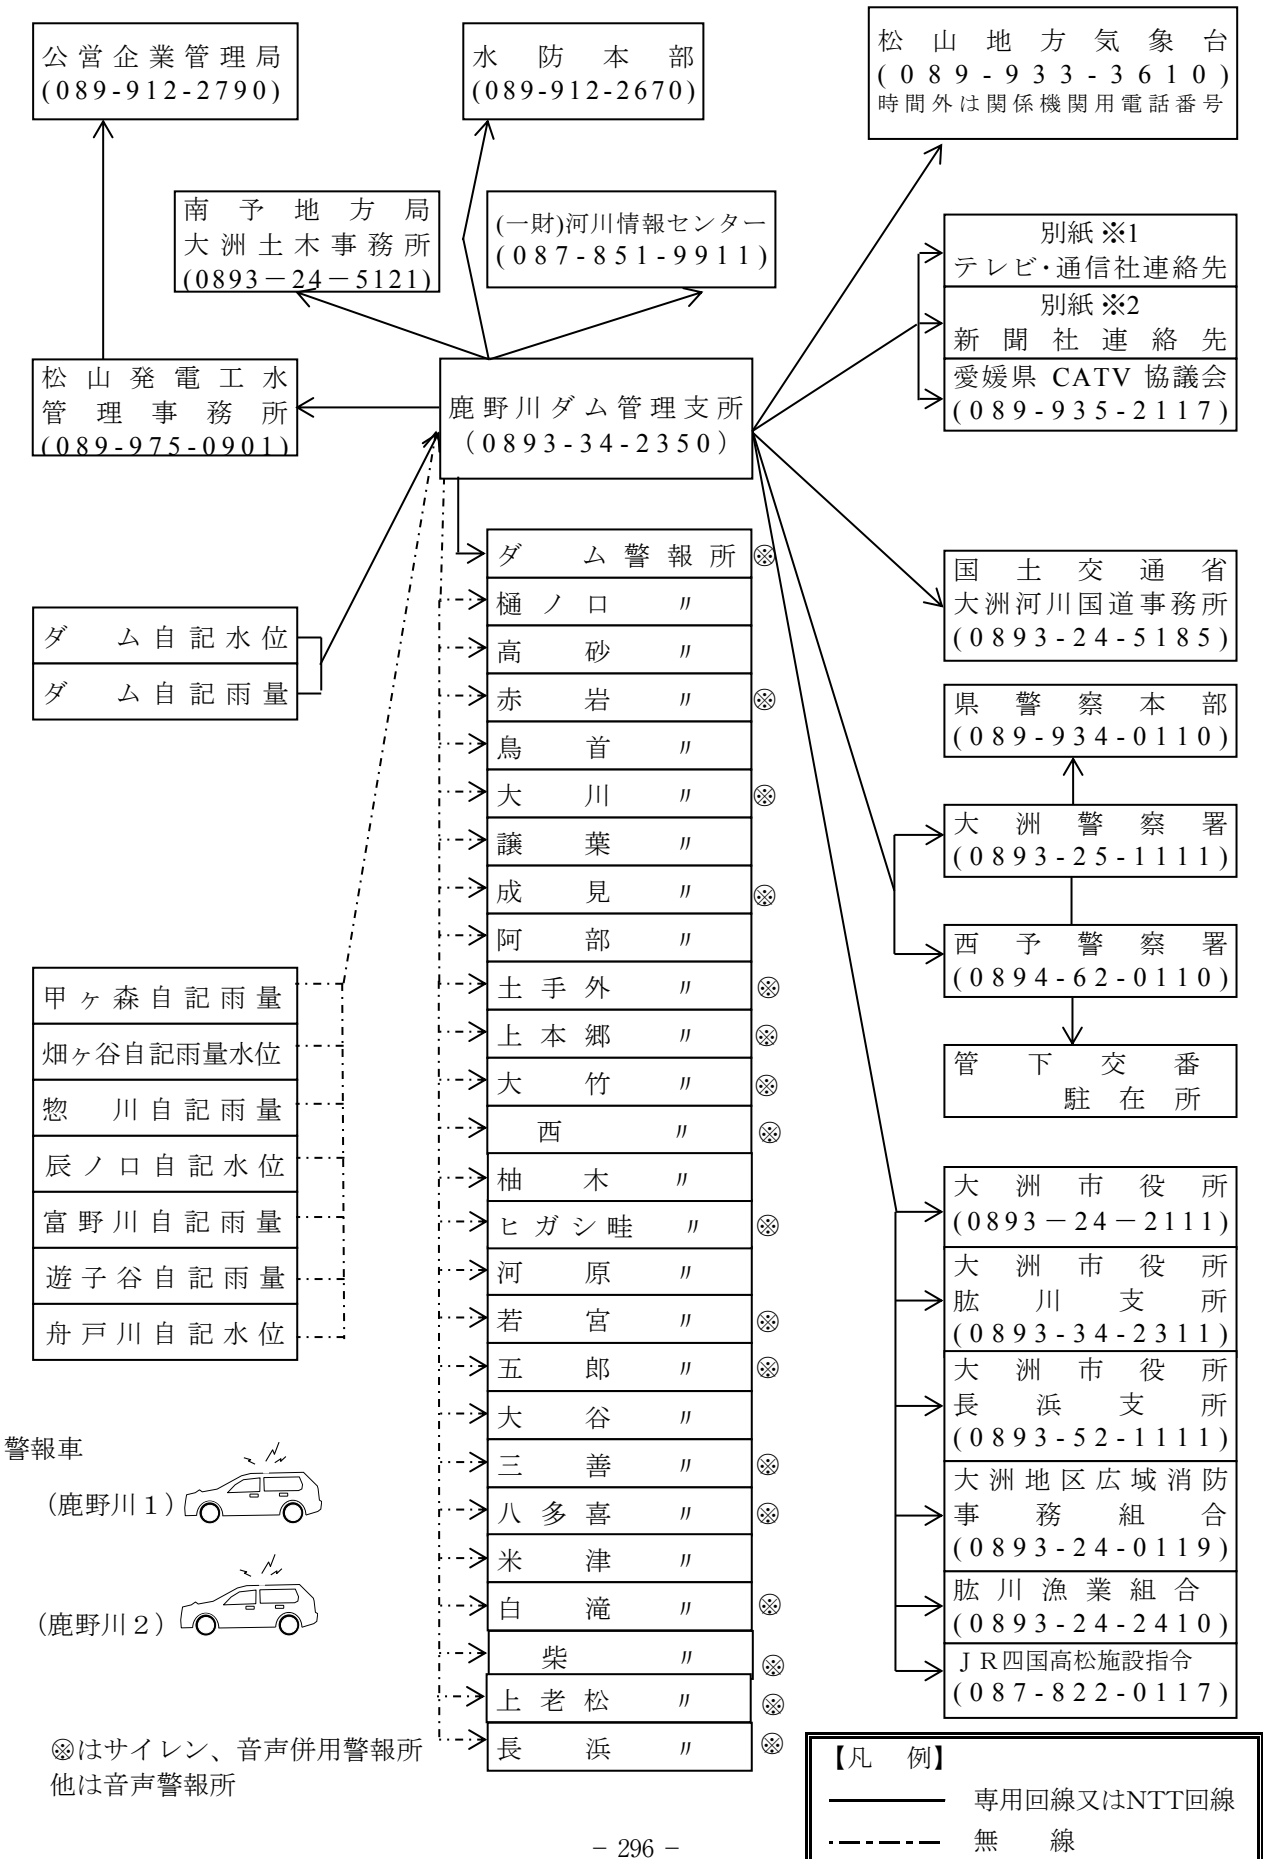 公営企業管理局
(089-912-2790)
水防本部
(089-912-2670)
松山地方気象台
(089-933-3610)
時間外は関係機関用電話番号
南予地方局
大洲土木事務所
(0893－24－5121)
(一財)河川情報センター
(087-851-9911)
別紙※1
テレビ・通信社連絡先
別紙※2
新聞社連絡先
愛媛県 CATV 協議会
(089-935-2117)
松山発電工水
管理事務所
(089-975-0901)
鹿野川ダム管理支所
（0893-34-2350）
ダム警報所 ※
樋ノ口 〃
高砂 〃
赤岩 〃 ※
鳥首 〃
大川 〃 ※
譲葉 〃
成見 〃 ※
阿部 〃
土手外 〃 ※
上本郷 〃 ※
大竹 〃 ※
西 〃 ※
柚木 〃
ヒガシ畦 〃 ※
河原 〃
若宮 〃 ※
五郎 〃 ※
大谷 〃
三善 〃 ※
八多喜 〃 ※
米津 〃
白滝 〃 ※
柴 〃 ※
上老松 〃 ※
長浜 〃 ※
ダム自記水位
ダム自記雨量
甲ヶ森自記雨量
畑ヶ谷自記雨量水位
惣川自記雨量
辰ノ口自記水位
富野川自記雨量
遊子谷自記雨量
舟戸川自記水位
国土交通省
大洲河川国道事務所
(0893-24-5185)
県警察本部
(089-934-0110)
大洲警察署
(0893-25-1111)
西予警察署
(0894-62-0110)
管下交番
駐在所
大洲市役所
(0893－24－2111)
大洲市役所
肱川支所
(0893-34-2311)
大洲市役所
長浜支所
(0893-52-1111)
大洲地区広域消防
事務組合
(0893-24-0119)
肱川漁業組合
(0893-24-2410)
ＪＲ四国高松施設指令
(087-822-0117)
警報車
(鹿野川１)
(鹿野川２)
※はサイレン、音声併用警報所
他は音声警報所
【凡　例】
専用回線又はNTT回線
無　線
− 296 −